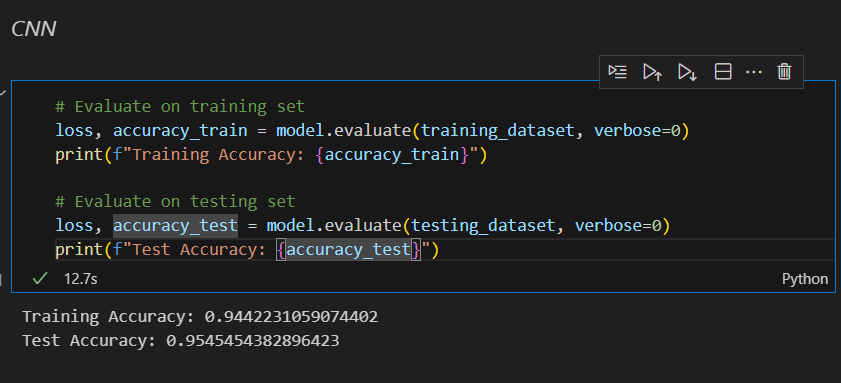 CNN
# Evaluate on training set
loss, accuracy_train = model.evaluate(training_dataset, verbose=0)
print(f"Training Accuracy: {accuracy_train}")
# Evaluate on testing set
loss, accuracy_test = model.evaluate(testing_dataset, verbose=0)
print(f"Test Accuracy: {accuracy_test}")
12.7s
Python
Training Accuracy: 0.9442231059074402
Test Accuracy: 0.9545454382896423